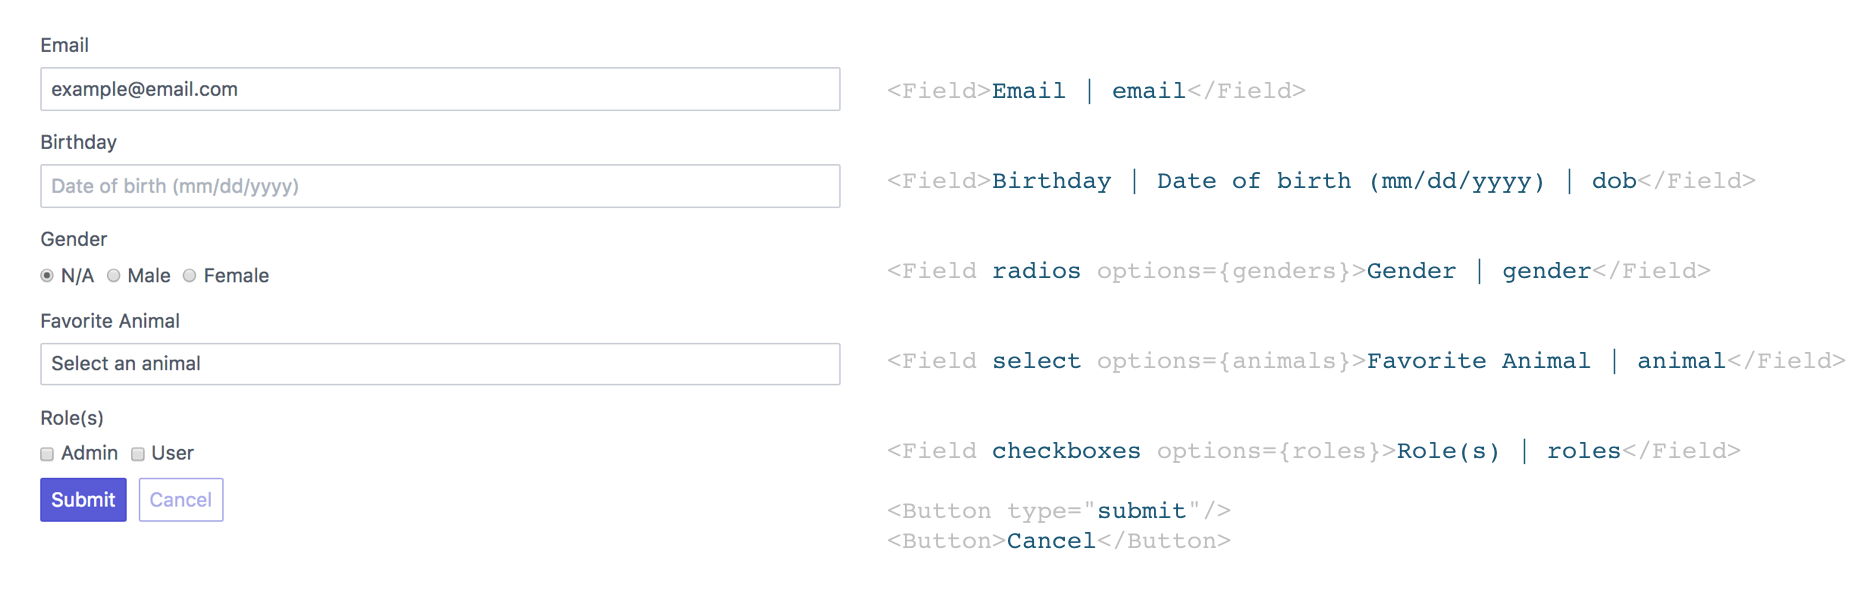 Email
example@email.com
Birthday
Date of birth (mm/dd/yyyy)
Gender
N/A Male Female
Favorite Animal
Select an animal
Role(s)
Admin User
Submit Cancel
<Field>Email | email</Field>
<Field>Birthday | Date of birth (mm/dd/yyyy) | dob</Field>
<Field radios options={genders}>Gender | gender</Field>
<Field select options={animals}>Favorite Animal | animal</Field>
<Field checkboxes options={roles}>Role(s) | roles</Field>
<Button type="submit"/>
<Button>Cancel</Button>